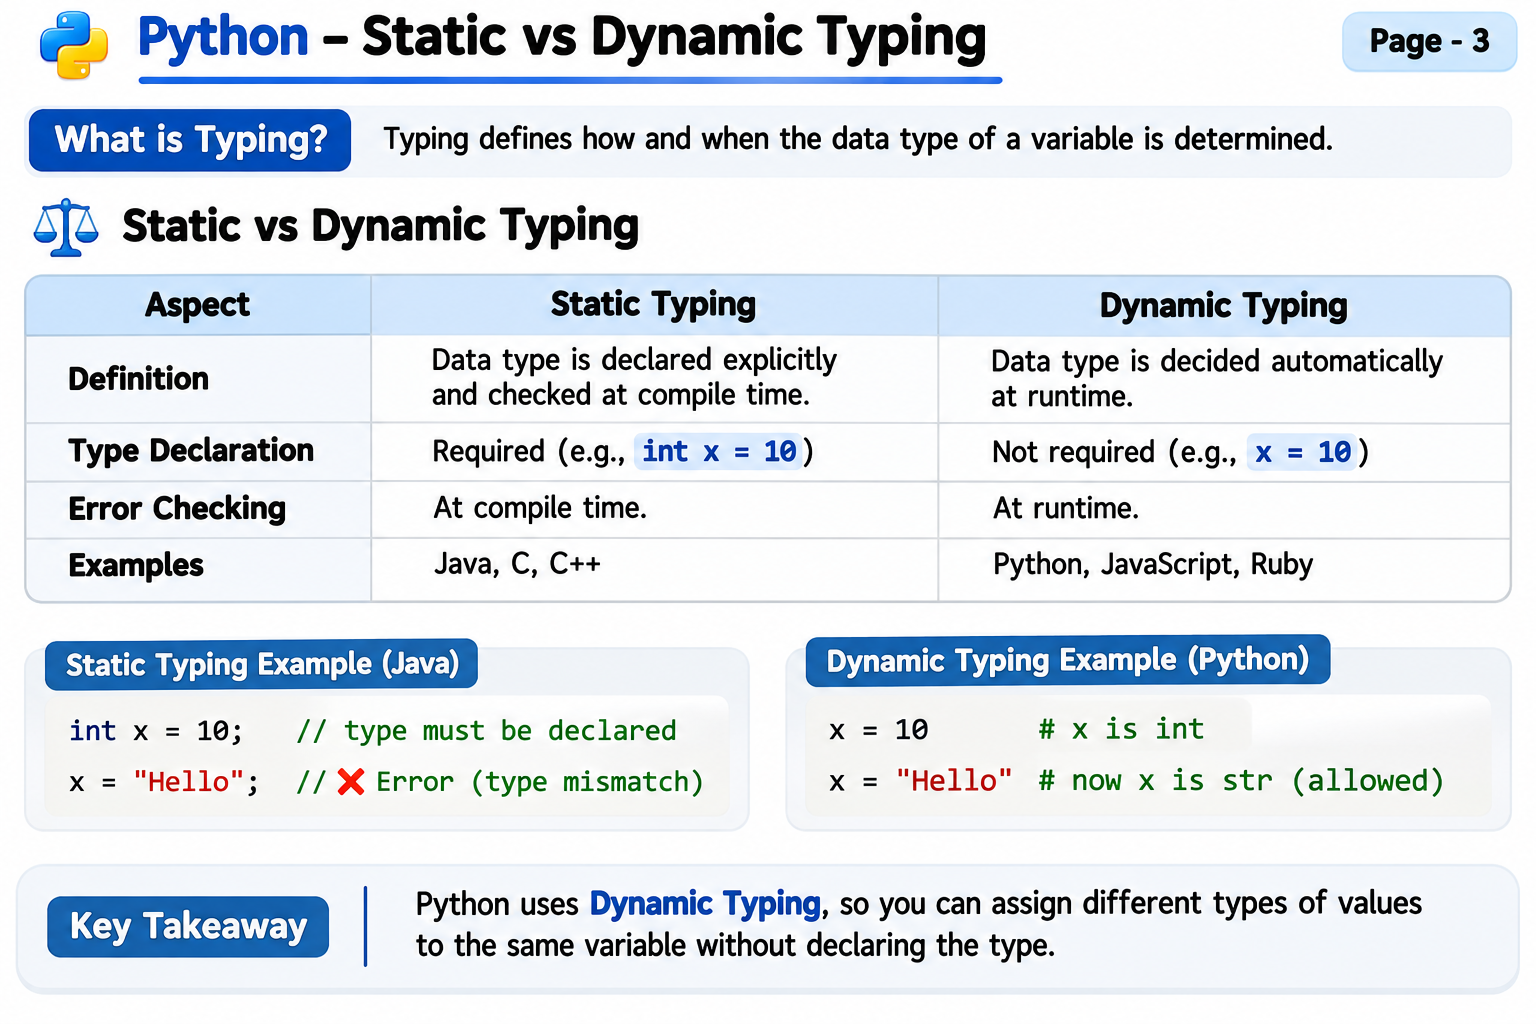 Python – Static vs Dynamic Typing
Page - 3
What is Typing?
Typing defines how and when the data type of a variable is determined.
Static vs Dynamic Typing
Aspect
Static Typing
Dynamic Typing
Definition
Data type is declared explicitly
and checked at compile time.
Data type is decided automatically
at runtime.
Type Declaration
Required (e.g., int x = 10)
Not required (e.g., x = 10)
Error Checking
At compile time.
At runtime.
Examples
Java, C, C++
Python, JavaScript, Ruby
Static Typing Example (Java)
int x = 10; // type must be declared
x = "Hello"; // ❌ Error (type mismatch)
Dynamic Typing Example (Python)
x = 10 # x is int
x = "Hello" # now x is str (allowed)
Key Takeaway
Python uses Dynamic Typing, so you can assign different types of values
to the same variable without declaring the type.